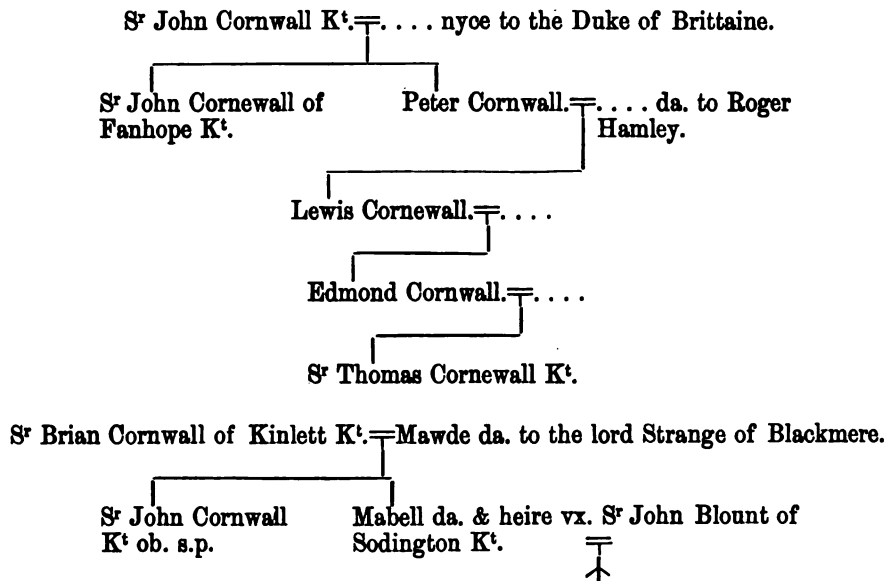 Sʳ John Cornwall Kᵗ.=.... nyce to the Duke of Brittaine.
Sʳ John Cornewall of Fanhope Kᵗ.
Peter Cornwall.=.... da. to Roger Hamley.
Lewis Cornewall.=....
Edmond Cornwall.=....
Sʳ Thomas Cornewall Kᵗ.
Sʳ Brian Cornwall of Kinlett Kᵗ.=Mawde da. to the lord Strange of Blackmere.
Sʳ John Cornwall Kᵗ ob. s.p.
Mabell da. & heire vx. Sʳ John Blount of Sodington Kᵗ.